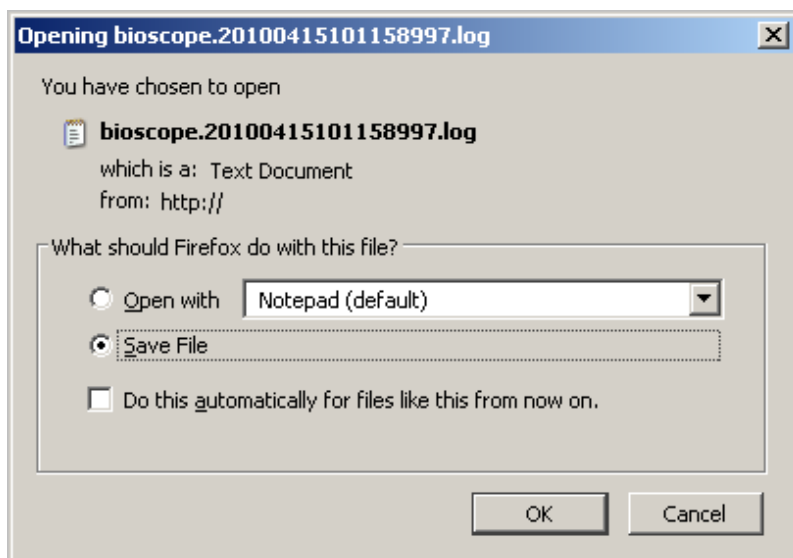 Opening bioscope.20100415101158997.log
You have chosen to open
bioscope.20100415101158997.log
which is a: Text Document
from: http://
What should Firefox do with this file?
Open with Notepad (default)
Save File
Do this automatically for files like this from now on.
OK Cancel